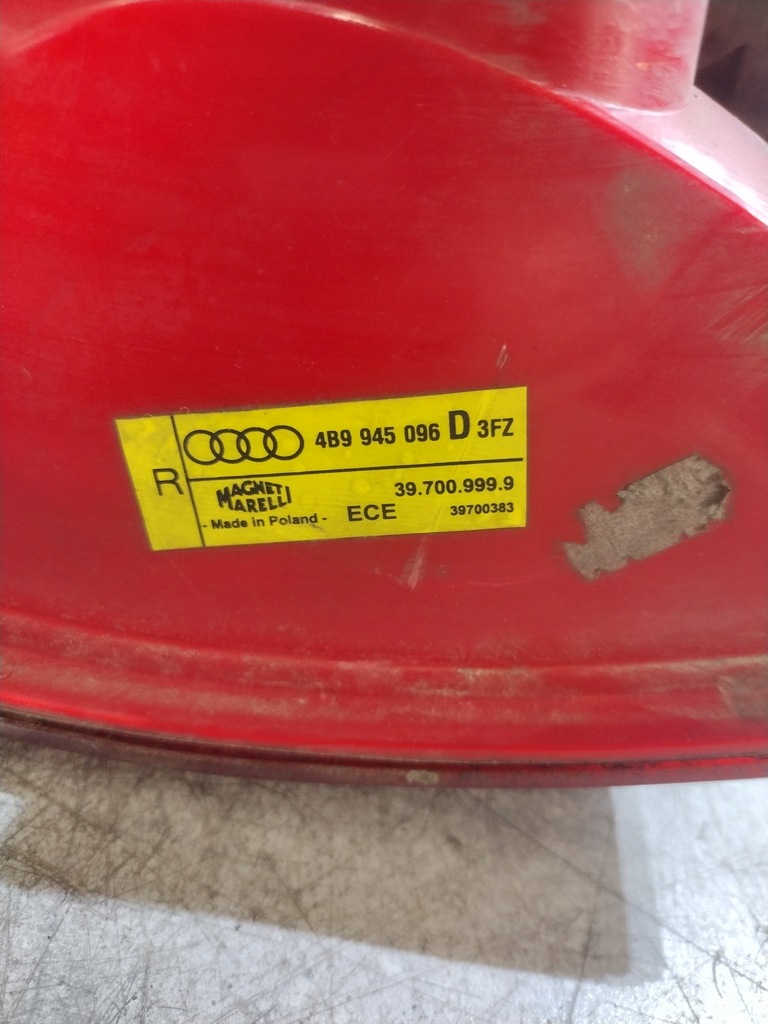 R
4B9 945 096 D 3FZ
MAGNETI
MARELLI
39.700.999.9
- Made in Poland - ECE 39700383